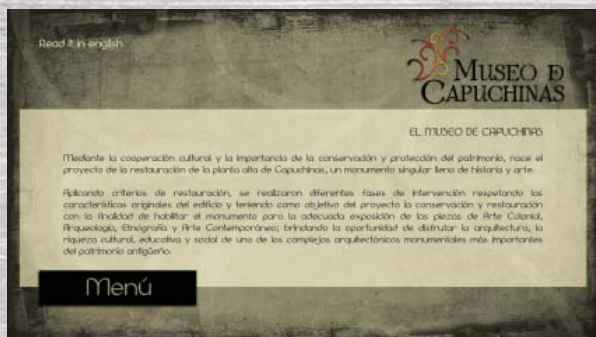 Read it in english
MUSEO D
CAPUCHINAS
EL MUSEO DE CAPUCHINAS
Mediante la cooperación cultural y la importancia de la conservación y protección del patrimonio, nace el
proyecto de la restauración de la planta alta de Capuchinas, un monumento singular lleno de historia y arte.
Aplicando criterios de restauración, se realizaron diferentes fases de intervención respetando las
características originales del edificio y teniendo como objetivo del proyecto la conservación y restauración
con la finalidad de habilitar el monumento para la adecuada exposición de las piezas de Arte Colonial,
Arqueología, Etnografía y Arte Contemporáneo; brindando la oportunidad de disfrutar la arquitectura, la
riqueza cultural, educativa y social de uno de los complejos arquitectónicos monumentales más importantes
del patrimonio antigüeño.
Menú